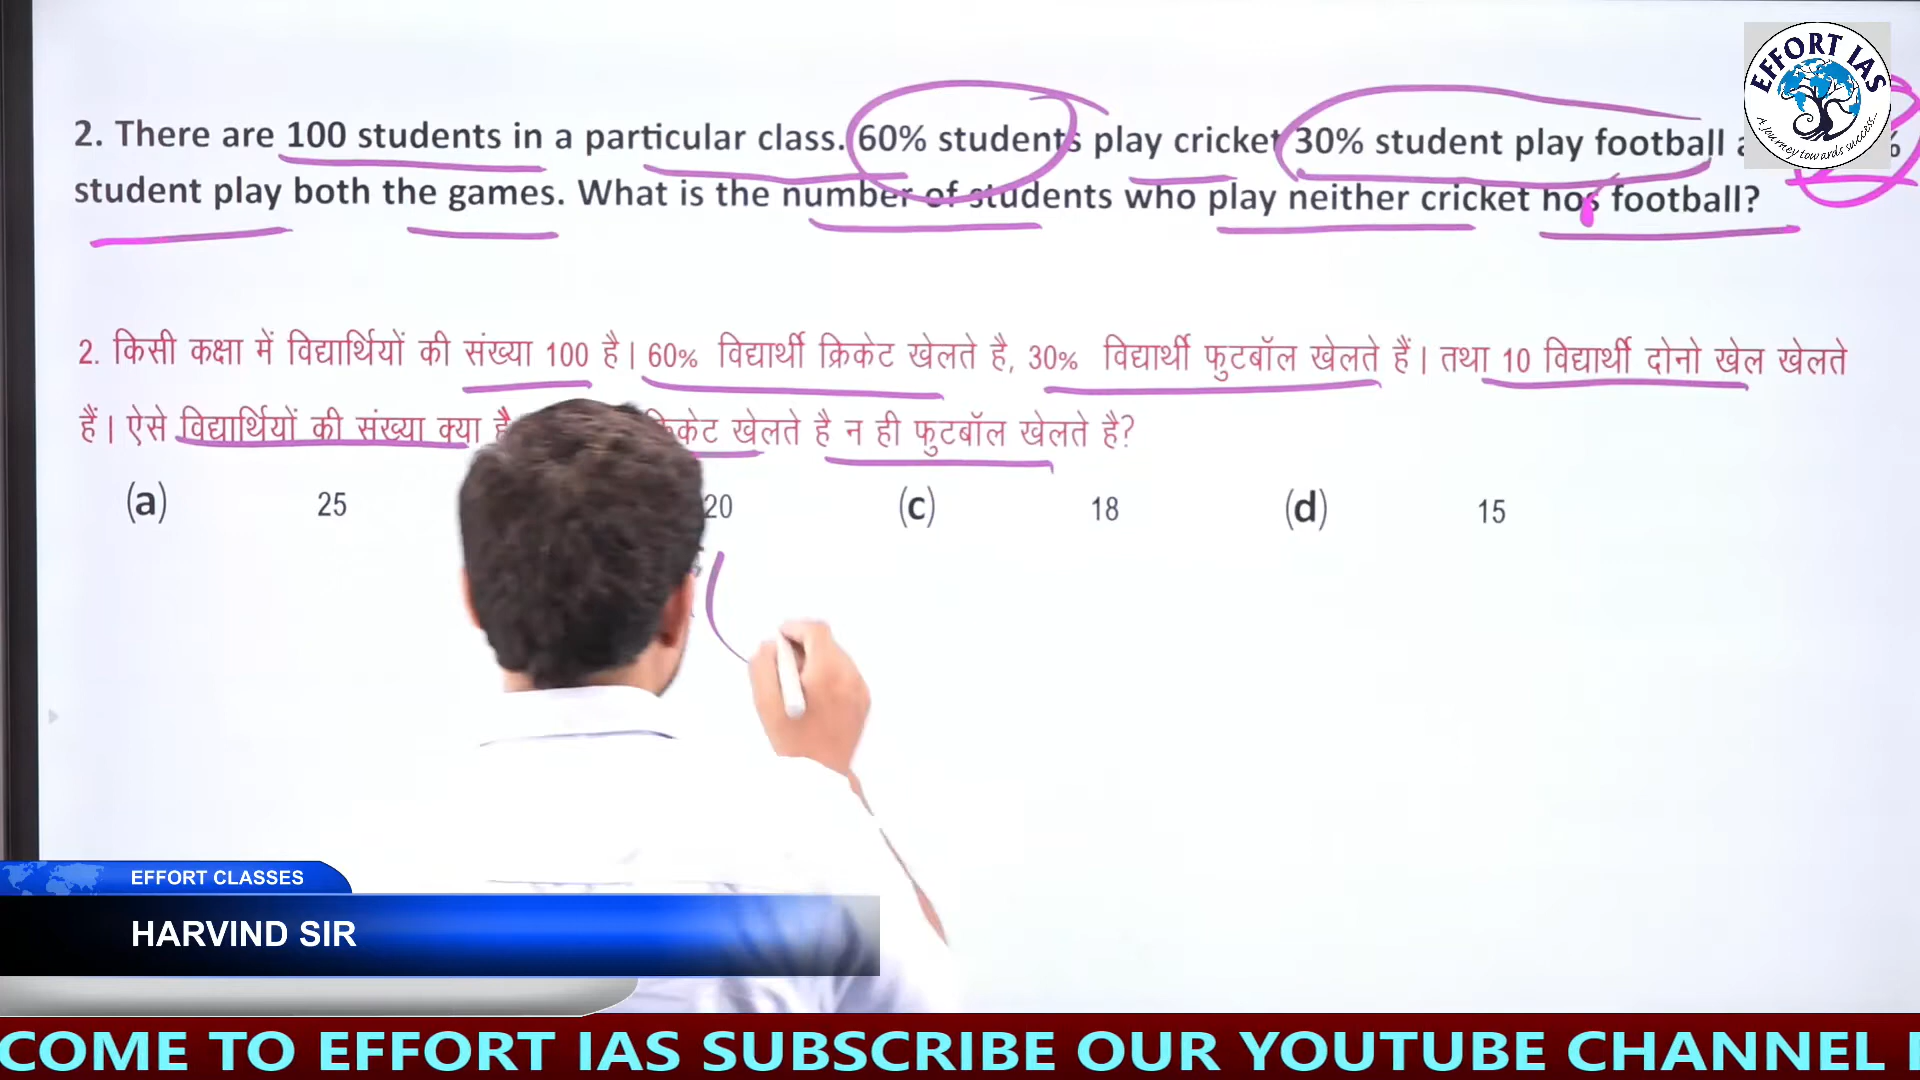 2. There are 100 students in a particular class. 60% students play cricket 30% student play football
student play both the games. What is the number of students who play neither cricket nor football?
2. किसी कक्षा में विद्यार्थियों की संख्या 100 है। 60% विद्यार्थी क्रिकेट खेलते है, 30% विद्यार्थी फुटबॉल खेलते हैं। तथा 10 विद्यार्थी दोनो खेल खेलते
हैं। ऐसे विद्यार्थियों की संख्या क्या है क्रिकेट खेलते है न ही फुटबॉल खेलते है?
(a) 25 20 (c) 18 (d) 15
EFFORT IAS
A journey towards success...
EFFORT CLASSES
HARVIND SIR
COME TO EFFORT IAS SUBSCRIBE OUR YOUTUBE CHANNEL